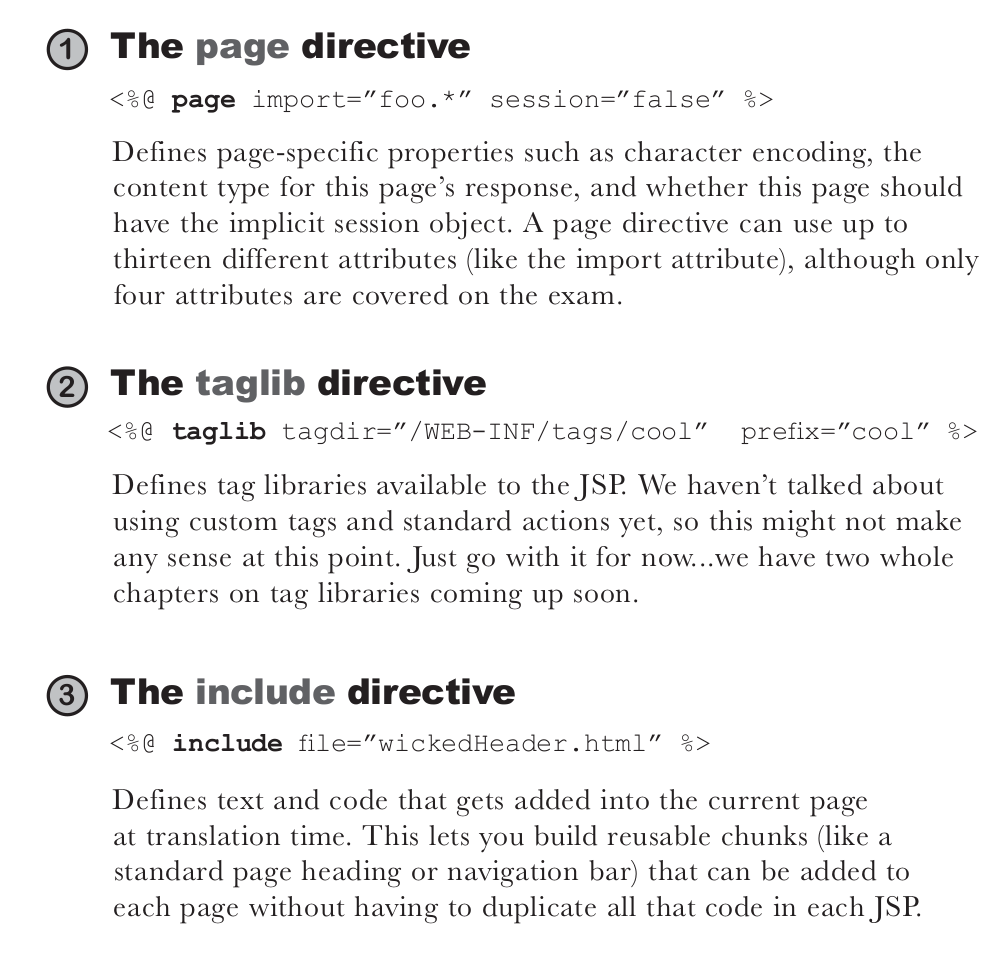 1 The page directive
<%@ page import=”foo.*” session=”false” %>
Defines page-specific properties such as character encoding, the
content type for this page’s response, and whether this page should
have the implicit session object. A page directive can use up to
thirteen different attributes (like the import attribute), although only
four attributes are covered on the exam.
2 The taglib directive
<%@ taglib tagdir=”/WEB-INF/tags/cool” prefix=”cool” %>
Defines tag libraries available to the JSP. We haven’t talked about
using custom tags and standard actions yet, so this might not make
any sense at this point. Just go with it for now...we have two whole
chapters on tag libraries coming up soon.
3 The include directive
<%@ include file=”wickedHeader.html” %>
Defines text and code that gets added into the current page
at translation time. This lets you build reusable chunks (like a
standard page heading or navigation bar) that can be added to
each page without having to duplicate all that code in each JSP.